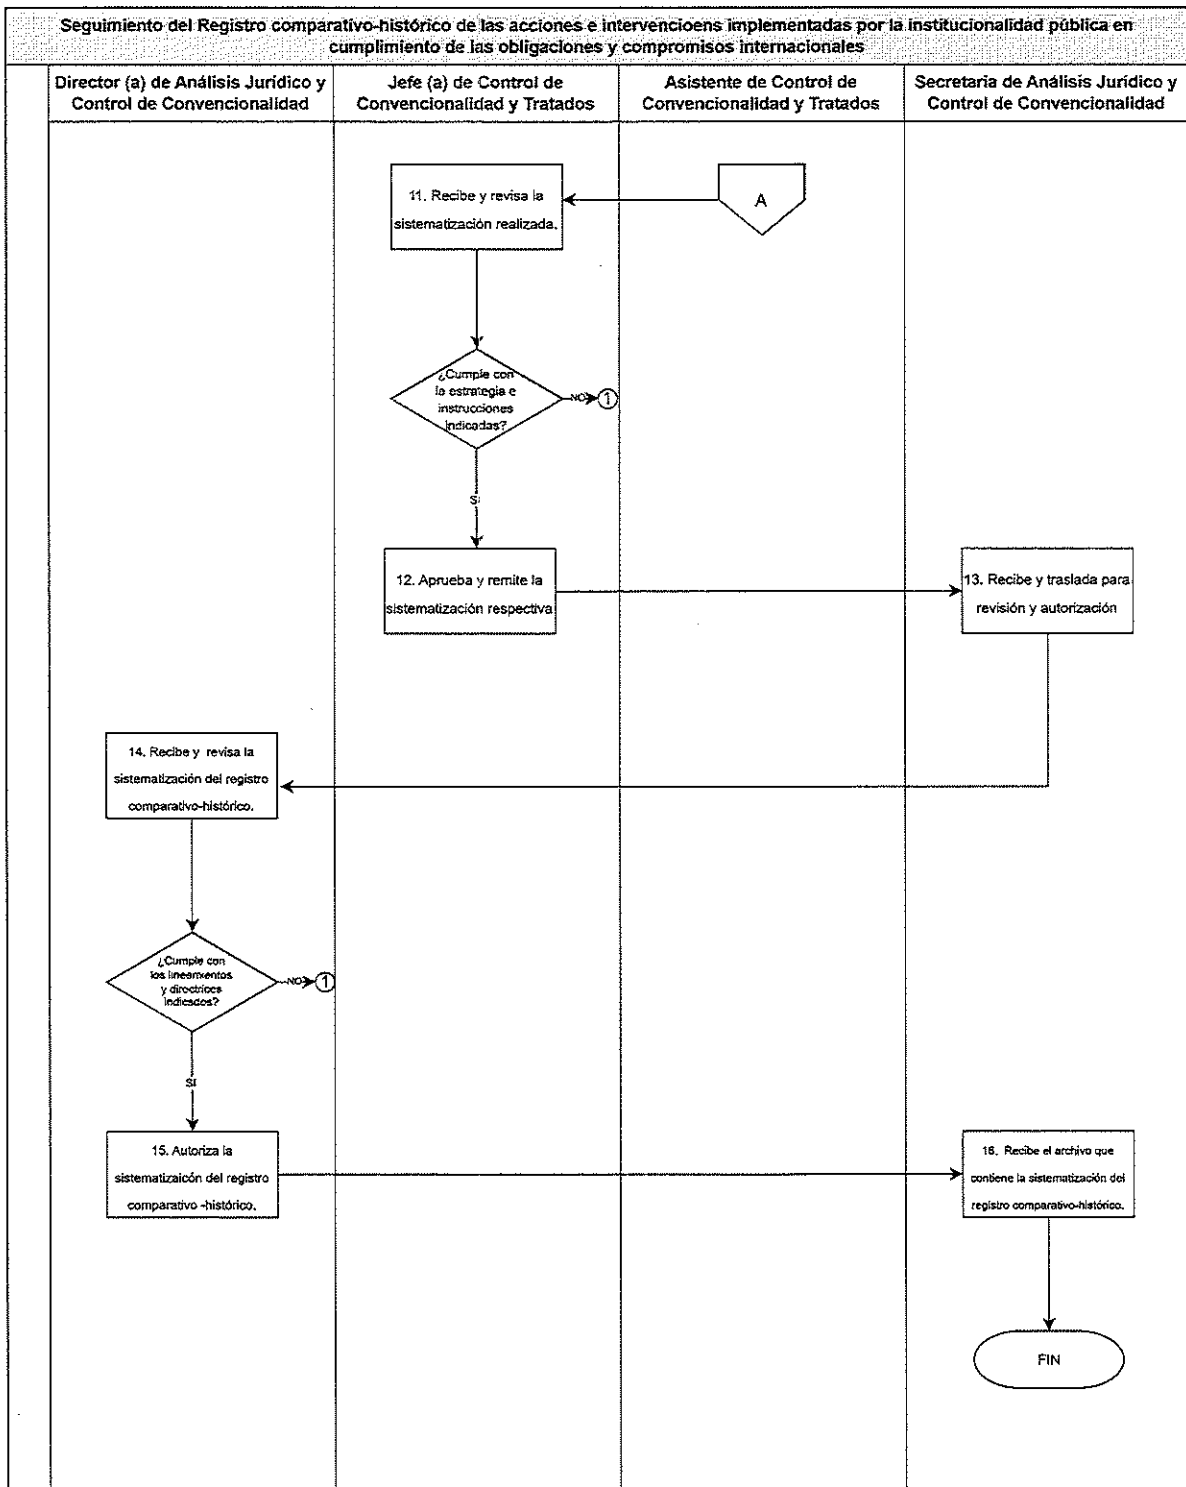 Seguimiento del Registro comparativo-histórico de las acciones e intervencioens implementadas por la institucionalidad pública en
cumplimiento de las obligaciones y compromisos internacionales
Director (a) de Análisis Jurídico y
Control de Convencionalidad
Jefe (a) de Control de
Convencionalidad y Tratados
Asistente de Control de
Convencionalidad y Tratados
Secretaria de Análisis Jurídico y
Control de Convencionalidad
11. Recibe y revisa la
sistematización realizada.
A
¿Cumple con
la estrategia e
instrucciones
indicadas?
NO
1
SI
12. Aprueba y remite la
sistematización respectiva
13. Recibe y traslada para
revisión y autorización
14. Recibe y revisa la
sistematización del registro
comparativo-histórico.
¿Cumple con
los lineamientos
y directrices
indicados?
NO
1
SI
15. Autoriza la
sistematizaicón del registro
comparativo -histórico.
16. Recibe el archivo que
contiene la sistematización del
registro comparativo-histórico.
FIN